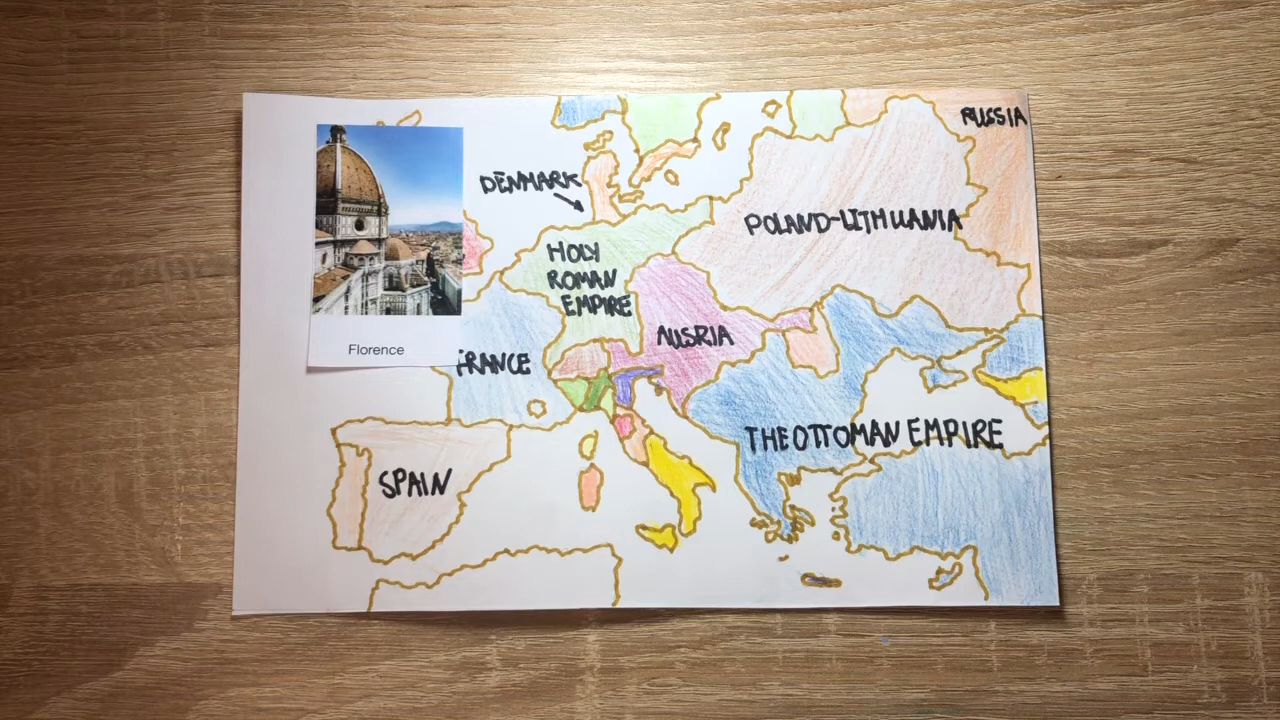 RUSSIA
DENMARK
POLAND-LITHUANIA
HOLY
ROMAN
EMPIRE
AUSRIA
Florence
FRANCE
THE OTTOMAN EMPIRE
SPAIN